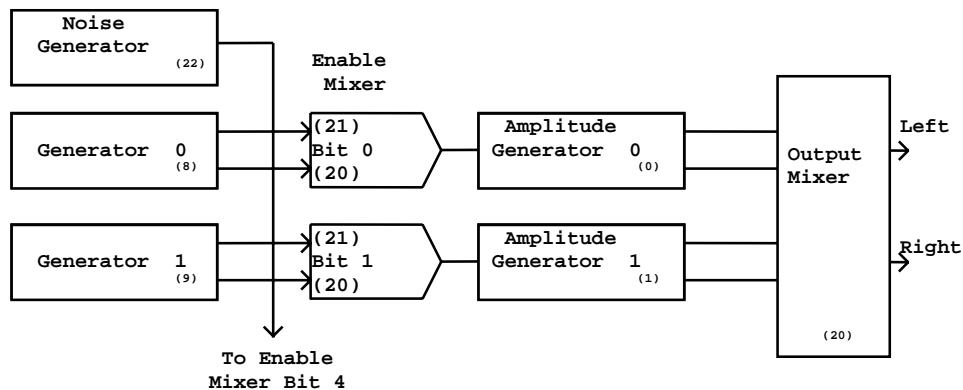 Noise
Generator
(22)
Enable
Mixer
Generator 0
(8)
(21)
Bit 0
(20)
Amplitude
Generator 0
(0)
Output
Mixer
(20)
Left
Right
Generator 1
(9)
(21)
Bit 1
(20)
Amplitude
Generator 1
(1)
To Enable
Mixer Bit 4